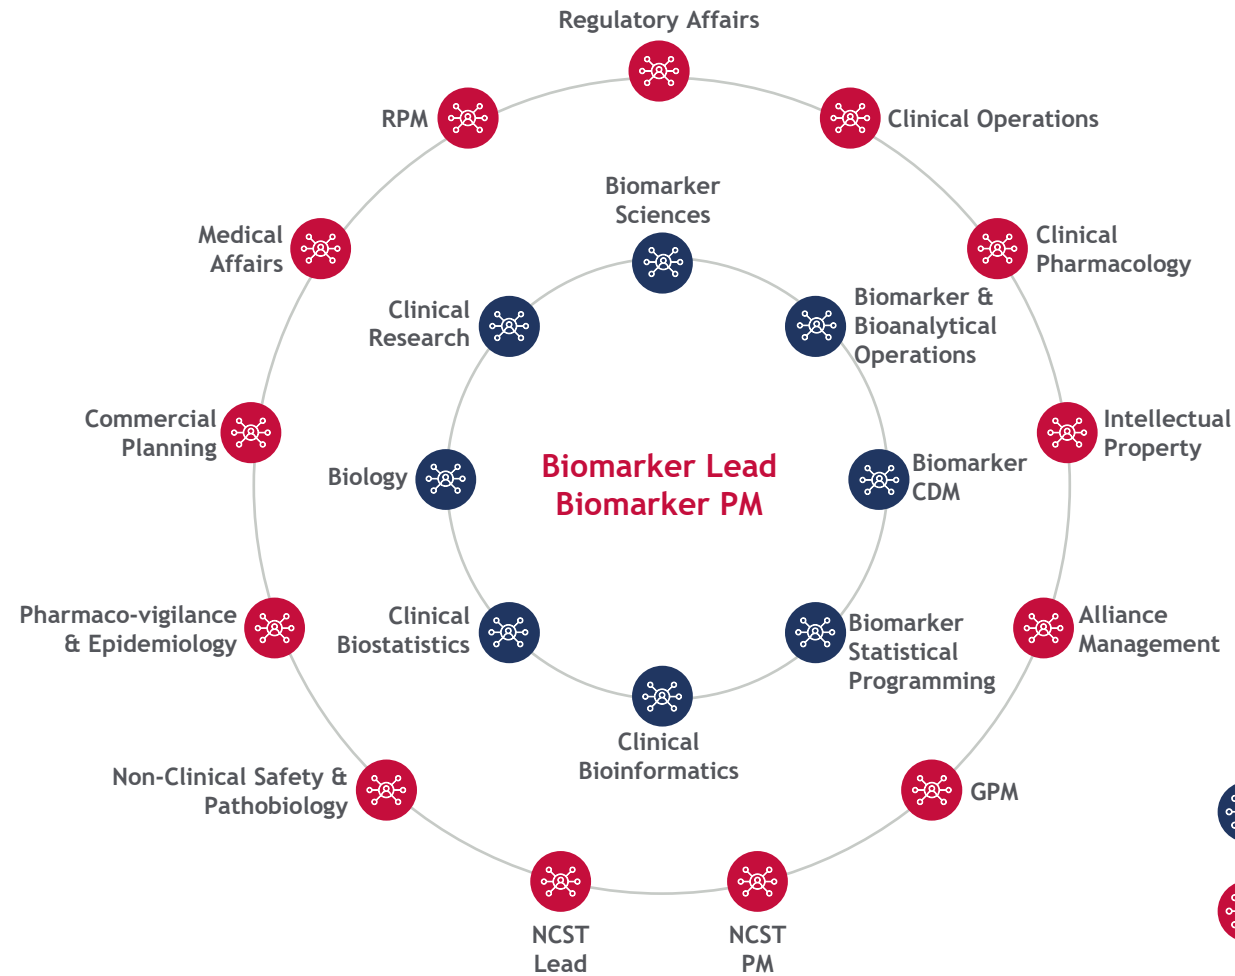 Regulatory Affairs
RPM
Clinical Operations
Biomarker
Sciences
Medical
Affairs
Clinical
Pharmacology
Clinical
Research
Biomarker &
Bioanalytical
Operations
Commercial
Planning
Intellectual
Property
Biology
Biomarker Lead
Biomarker PM
Biomarker
CDM
Pharmaco-vigilance
& Epidemiology
Clinical
Biostatistics
Biomarker
Statistical
Programming
Alliance
Management
Clinical
Bioinformatics
Non-Clinical Safety &
Pathobiology
GPM
NCST
Lead
NCST
PM